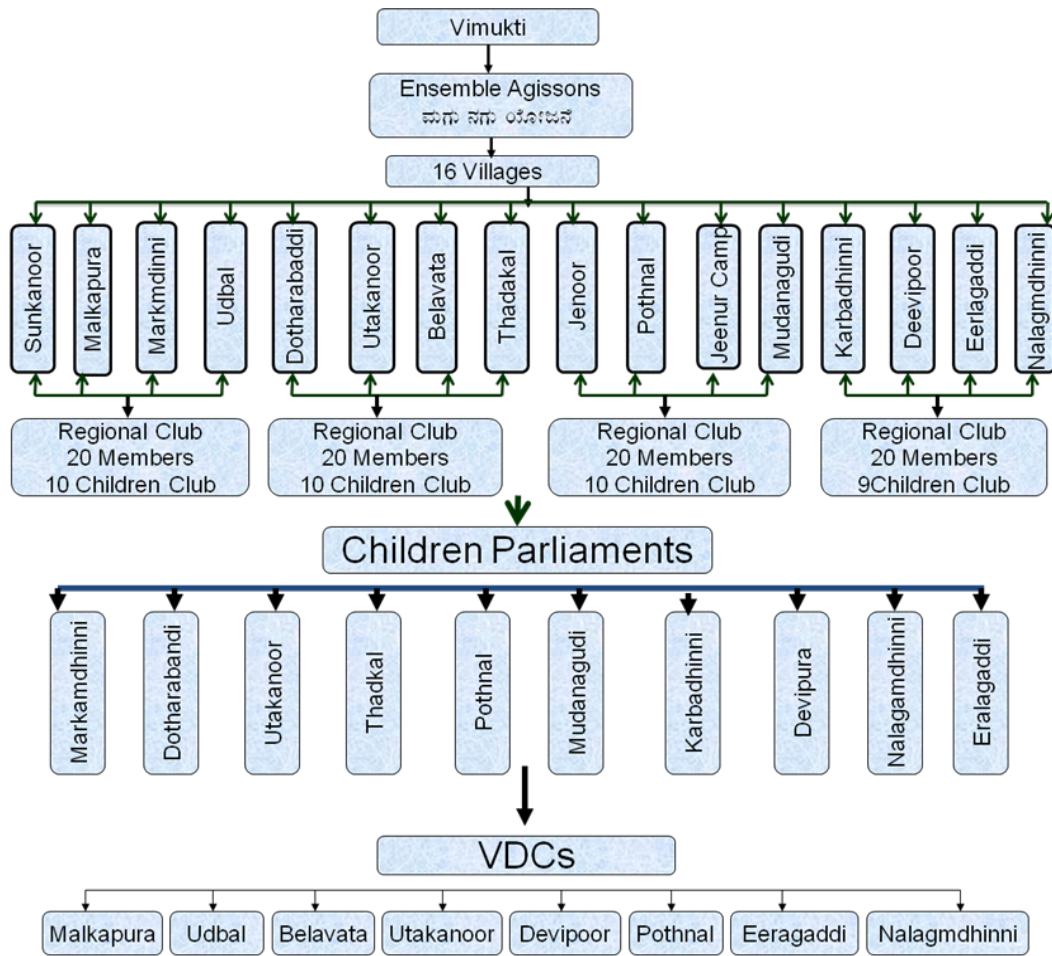 Vimukti
Ensemble Agissons
ಮಗು ನಗು ಯೋಜನೆ
16 Villages
Sunkanoor
Malkapura
Markmdinni
Udbal
Dotharabaddi
Utakanoor
Belavata
Thadakal
Jenoor
Pothnal
Jeenur Camp
Mudanagudi
Karbadhinni
Deevipoor
Eerlagaddi
Nalagmdhinni
Regional Club
20 Members
10 Children Club
Regional Club
20 Members
10 Children Club
Regional Club
20 Members
10 Children Club
Regional Club
20 Members
9Children Club
Children Parliaments
Markamdhinni
Dotharabandi
Utakanoor
Thadkal
Pothnal
Mudanagudi
Karbadhinni
Devipura
Nalagamdhinni
Eralagaddi
VDCs
Malkapura
Udbal
Belavata
Utakanoor
Devipoor
Pothnal
Eeragaddi
Nalagmdhinni